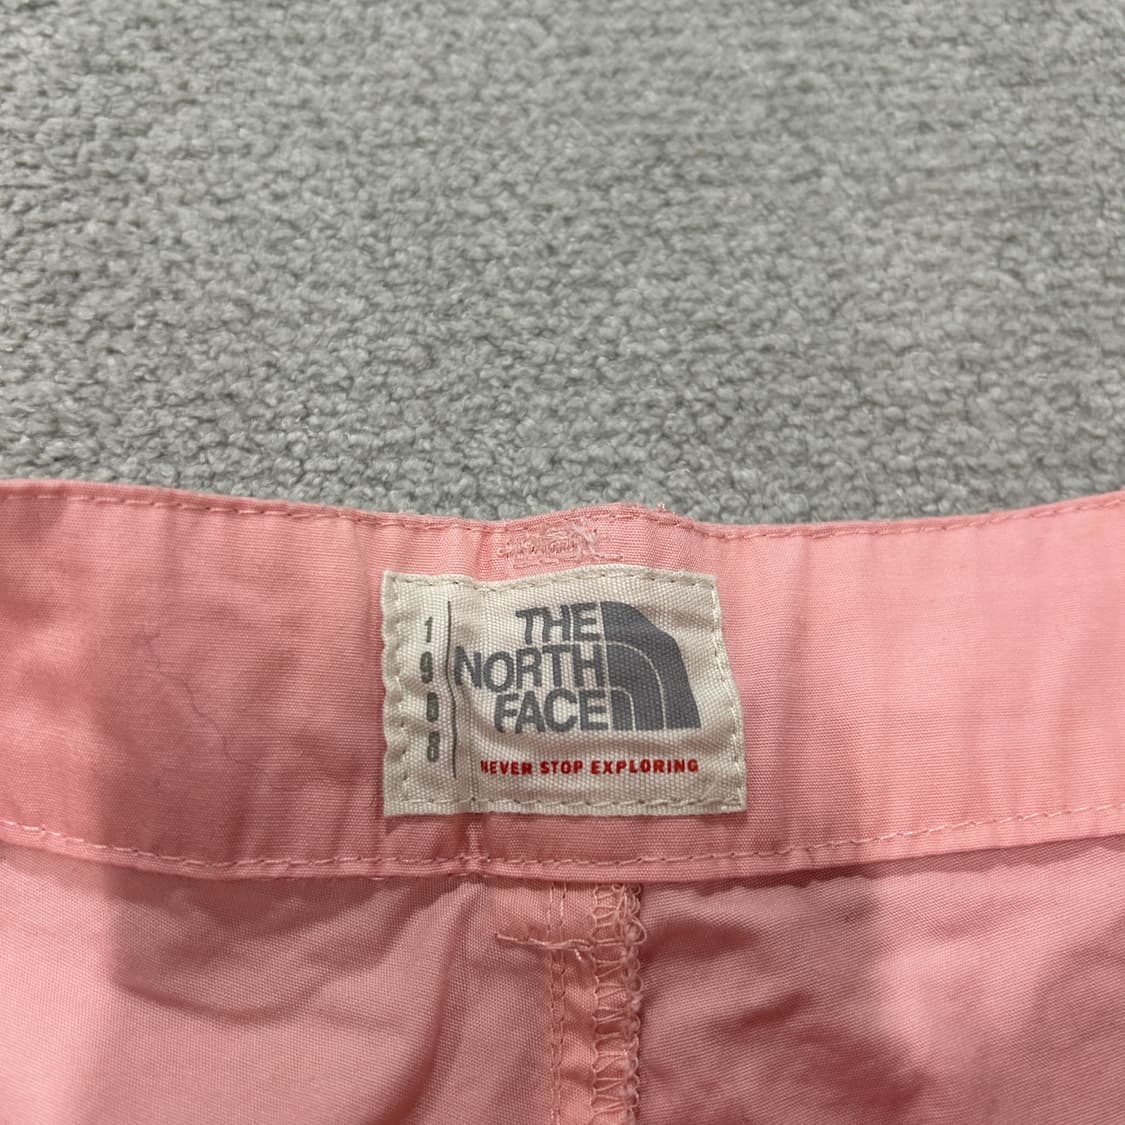 1966
THE
NORTH
FACE
NEVER STOP EXPLORING